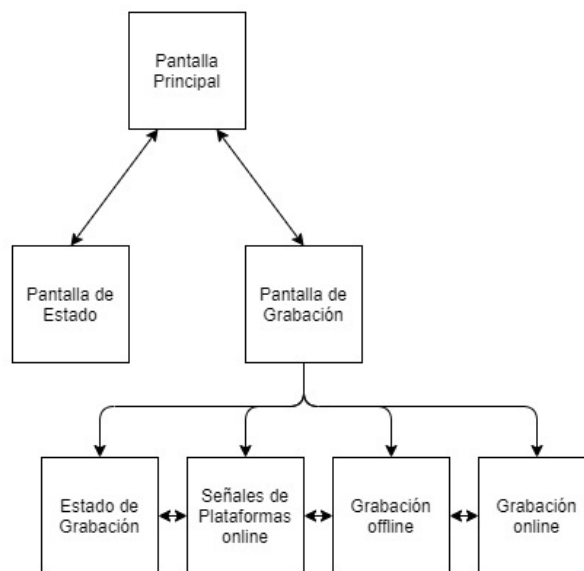 Pantalla
Principal
Pantalla de
Estado
Pantalla de
Grabación
Estado de
Grabación
Señales de
Plataformas
online
Grabación
offline
Grabación
online